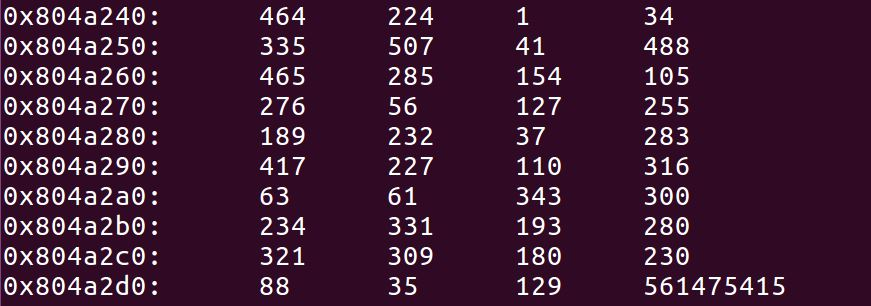 0x804a240: 464 224 1 34
0x804a250: 335 507 41 488
0x804a260: 465 285 154 105
0x804a270: 276 56 127 255
0x804a280: 189 232 37 283
0x804a290: 417 227 110 316
0x804a2a0: 63 61 343 300
0x804a2b0: 234 331 193 280
0x804a2c0: 321 309 180 230
0x804a2d0: 88 35 129 561475415